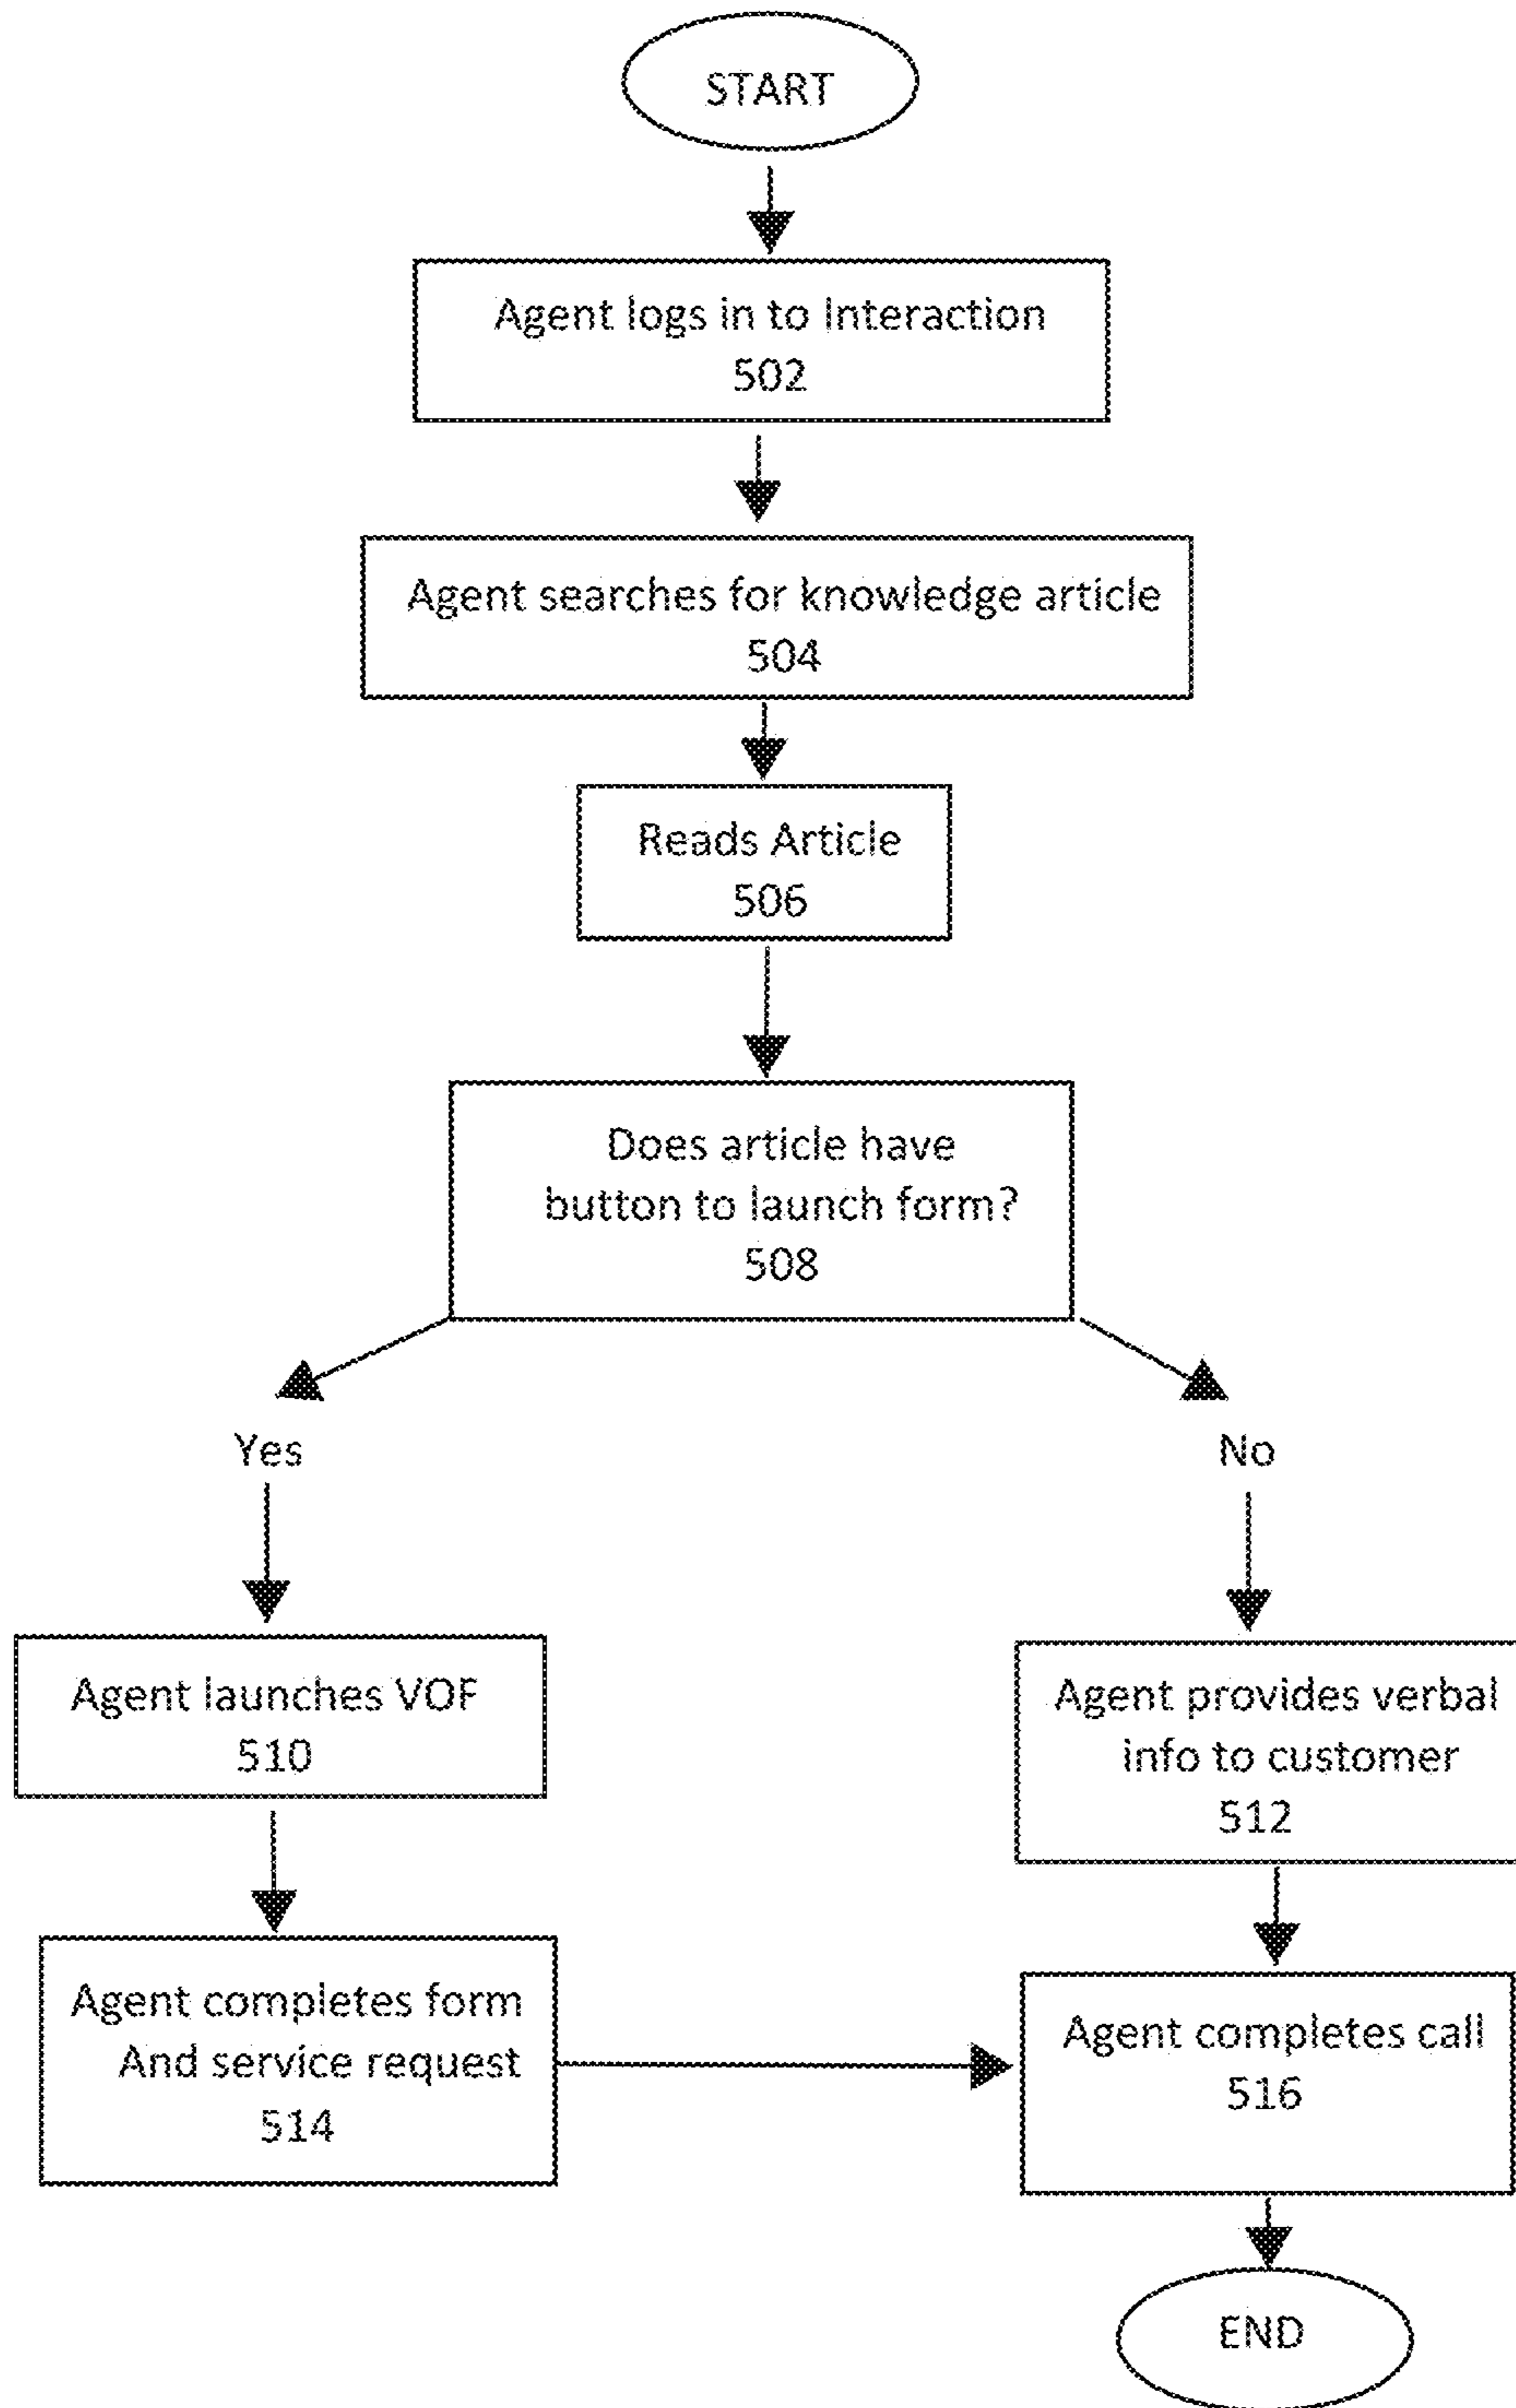 START
Agent logs in to Interaction
502
Agent searches for knowledge article
504
Reads Article
506
Does article have
button to launch form?
508
Yes
No
Agent launches VOF
510
Agent provides verbal
info to customer
512
Agent completes form
And service request
514
Agent completes call
516
END